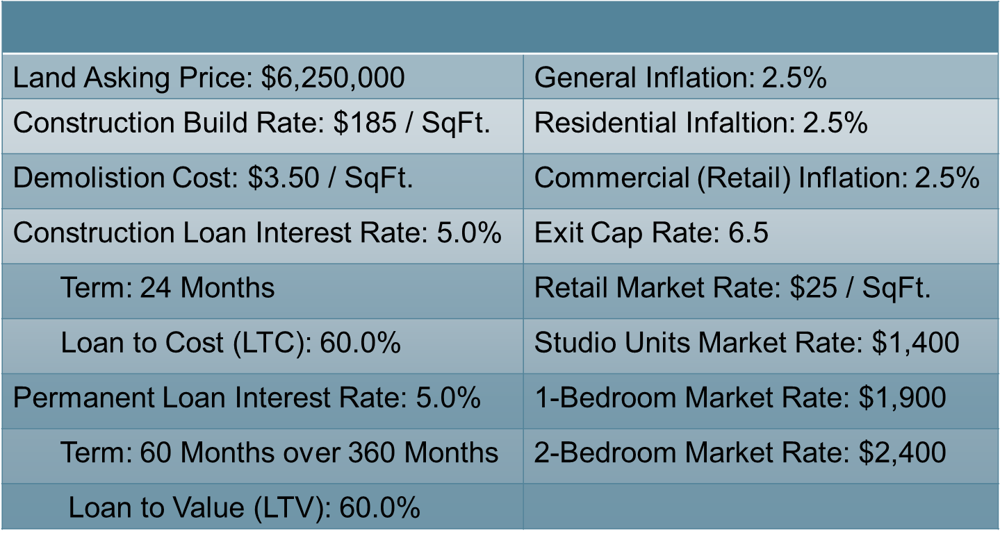 Land Asking Price: $6,250,000
General Inflation: 2.5%
Construction Build Rate: $185 / SqFt.
Residential Infaltion: 2.5%
Demolistion Cost: $3.50 / SqFt.
Commercial (Retail) Inflation: 2.5%
Construction Loan Interest Rate: 5.0%
Exit Cap Rate: 6.5
Term: 24 Months
Retail Market Rate: $25 / SqFt.
Loan to Cost (LTC): 60.0%
Studio Units Market Rate: $1,400
Permanent Loan Interest Rate: 5.0%
1-Bedroom Market Rate: $1,900
Term: 60 Months over 360 Months
2-Bedroom Market Rate: $2,400
Loan to Value (LTV): 60.0%